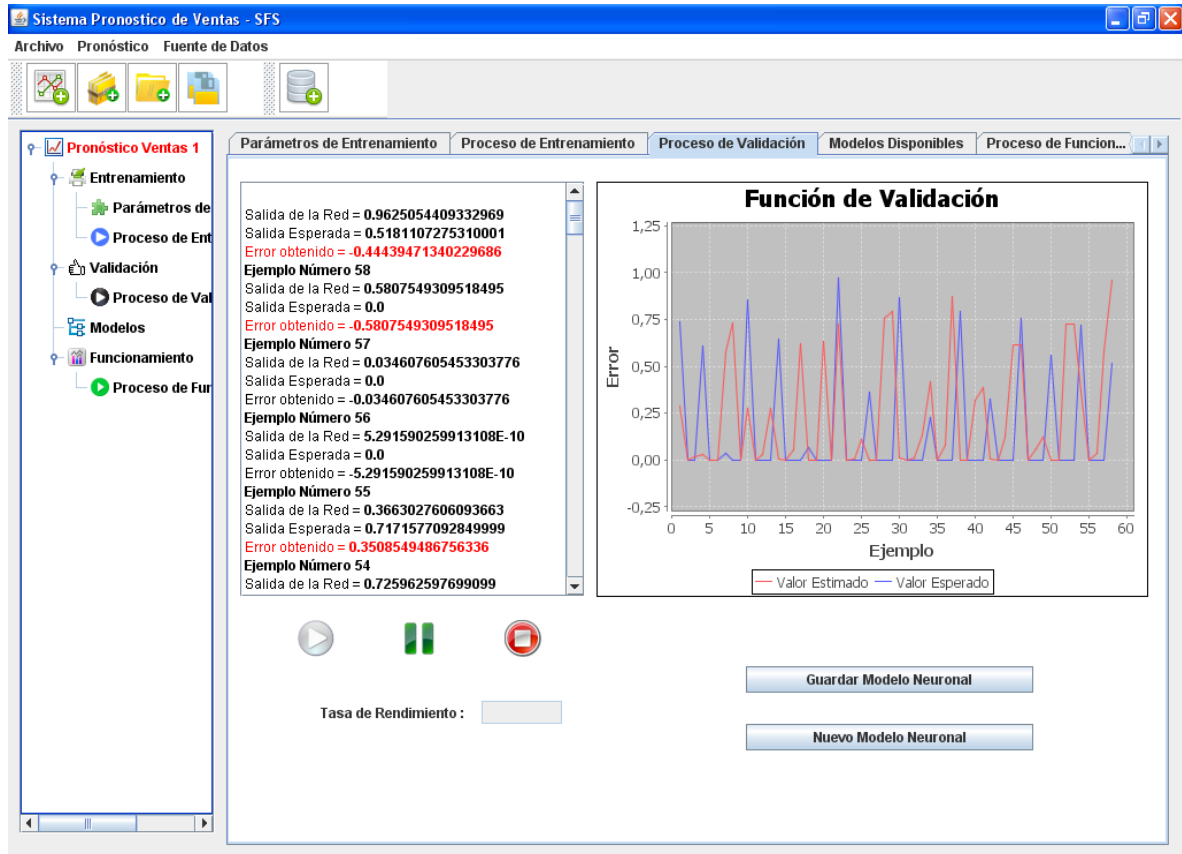 Sistema Pronostico de Ventas - SFS
Archivo Pronóstico Fuente de Datos
Pronóstico Ventas 1
Entrenamiento
Parámetros de
Proceso de Ent
Validación
Proceso de Val
Modelos
Funcionamiento
Proceso de Fur
Parámetros de Entrenamiento Proceso de Entrenamiento Proceso de Validación Modelos Disponibles Proceso de Funcion...
Salida de la Red = 0.9625054409332969
Salida Esperada = 0.5181107275310001
Error obtenido = -0.44439471340229686
Ejemplo Número 58
Salida de la Red = 0.5807549309518495
Salida Esperada = 0.0
Error obtenido = -0.5807549309518495
Ejemplo Número 57
Salida de la Red = 0.034607605453303776
Salida Esperada = 0.0
Error obtenido = -0.034607605453303776
Ejemplo Número 56
Salida de la Red = 5.291590259913108E-10
Salida Esperada = 0.0
Error obtenido = -5.291590259913108E-10
Ejemplo Número 55
Salida de la Red = 0.3663027606093663
Salida Esperada = 0.7171577092849999
Error obtenido = 0.3508549486756336
Ejemplo Número 54
Salida de la Red = 0.725962597699099
Función de Validación
1,25
1,00
0,75
0,50
0,25
0,00
-0,25
Error
0 5 10 15 20 25 30 35 40 45 50 55 60
Ejemplo
Valor Estimado Valor Esperado
Tasa de Rendimiento :
Guardar Modelo Neuronal
Nuevo Modelo Neuronal